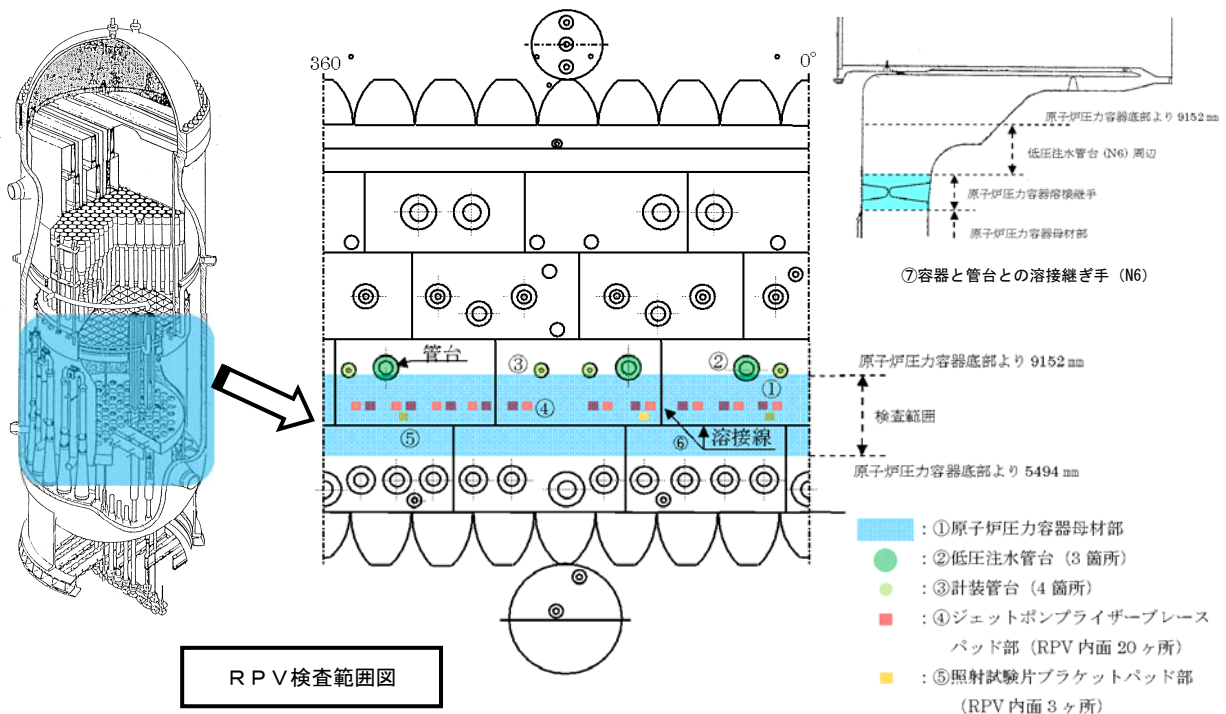 360
0°
管台
③
②
①
④
⑤
⑥
溶接線
原子炉圧力容器底部より 9152 ㎜
低圧注水管台 (N6) 周辺
原子炉圧力容器溶接継手
原子炉圧力容器母材部
⑦容器と管台との溶接継ぎ手（N6）
原子炉圧力容器底部より 9152 ㎜
検査範囲
原子炉圧力容器底部より 5494 ㎜
：①原子炉圧力容器母材部
：②低圧注水管台（3 箇所）
：③計装管台（4 箇所）
：④ジェットポンプライザーブレース
パッド部（RPV 内面 20 ヶ所）
：⑤照射試験片ブラケットパッド部
（RPV 内面 3 ヶ所）
ＲＰＶ検査範囲図